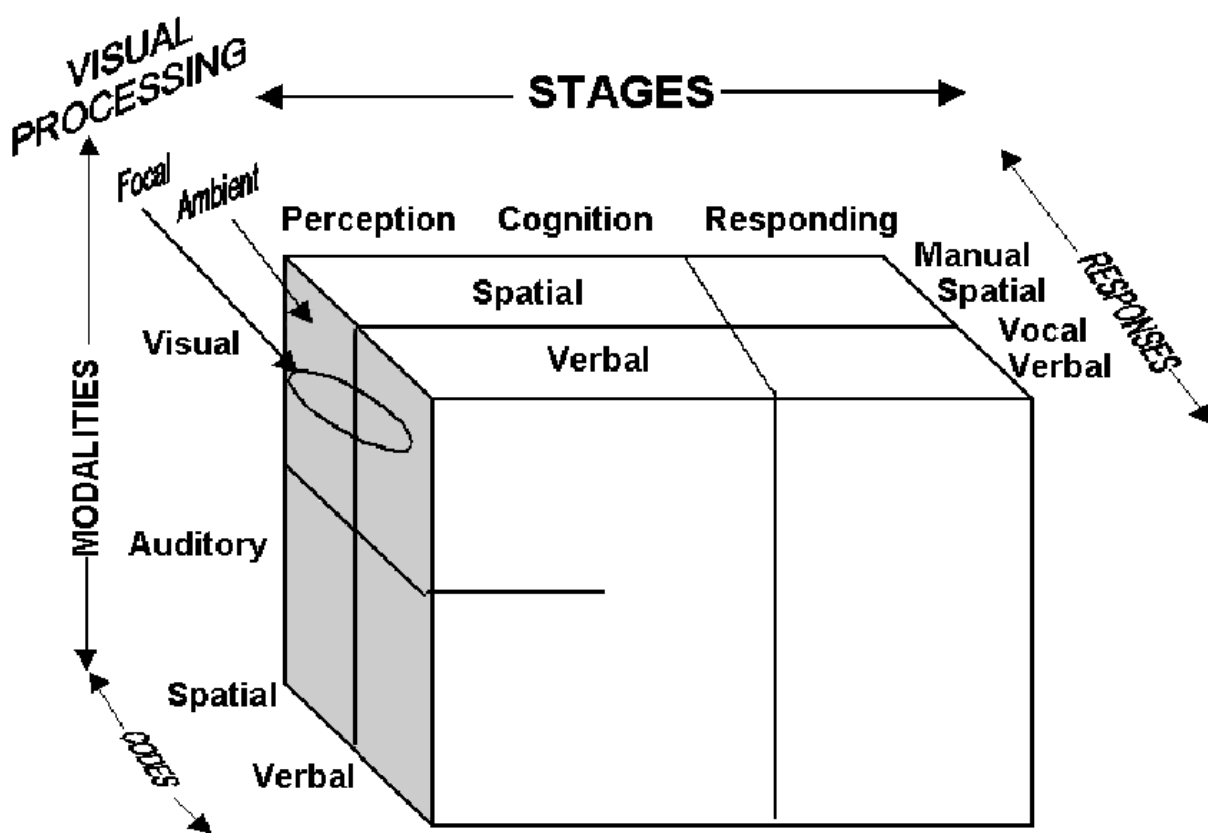 VISUAL
PROCESSING
STAGES
Focal
Ambient
Perception Cognition Responding
Manual
Spatial
Vocal
Verbal
RESPONSES
Spatial
Verbal
Visual
MODALITIES
Auditory
Spatial
Verbal
CODES